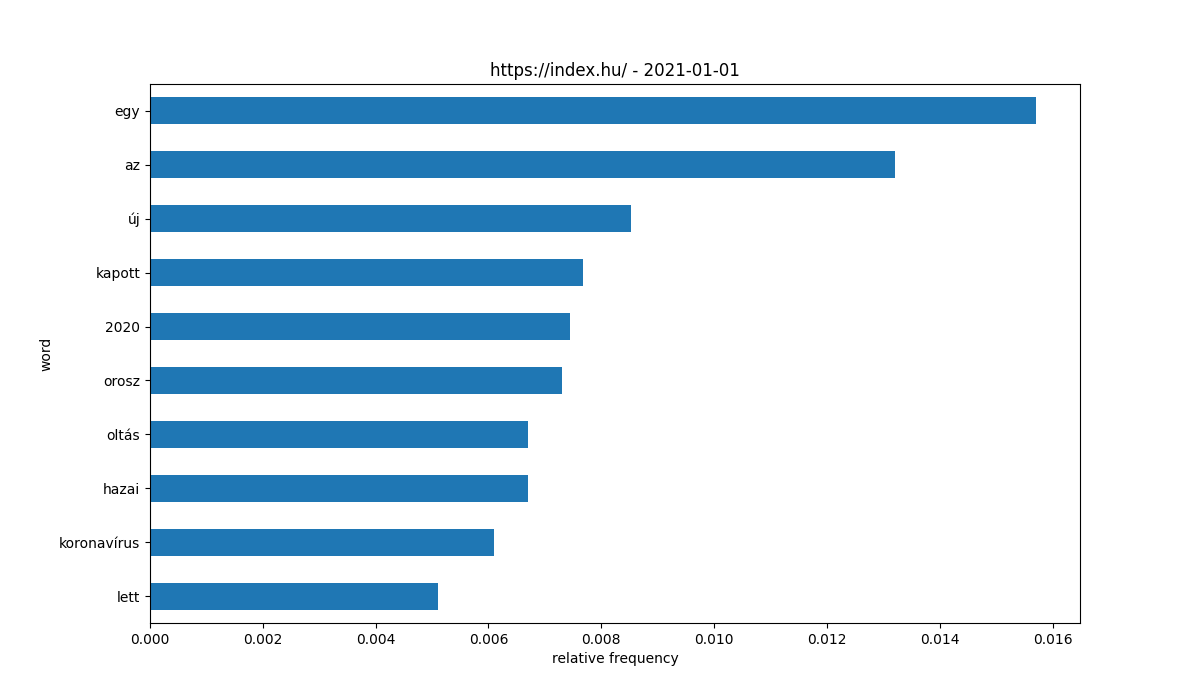 https://index.hu/ - 2021-01-01
egy
az
új
kapott
2020
orosz
oltás
hazai
koronavírus
lett
word
0.000 0.002 0.004 0.006 0.008 0.010 0.012 0.014 0.016
relative frequency